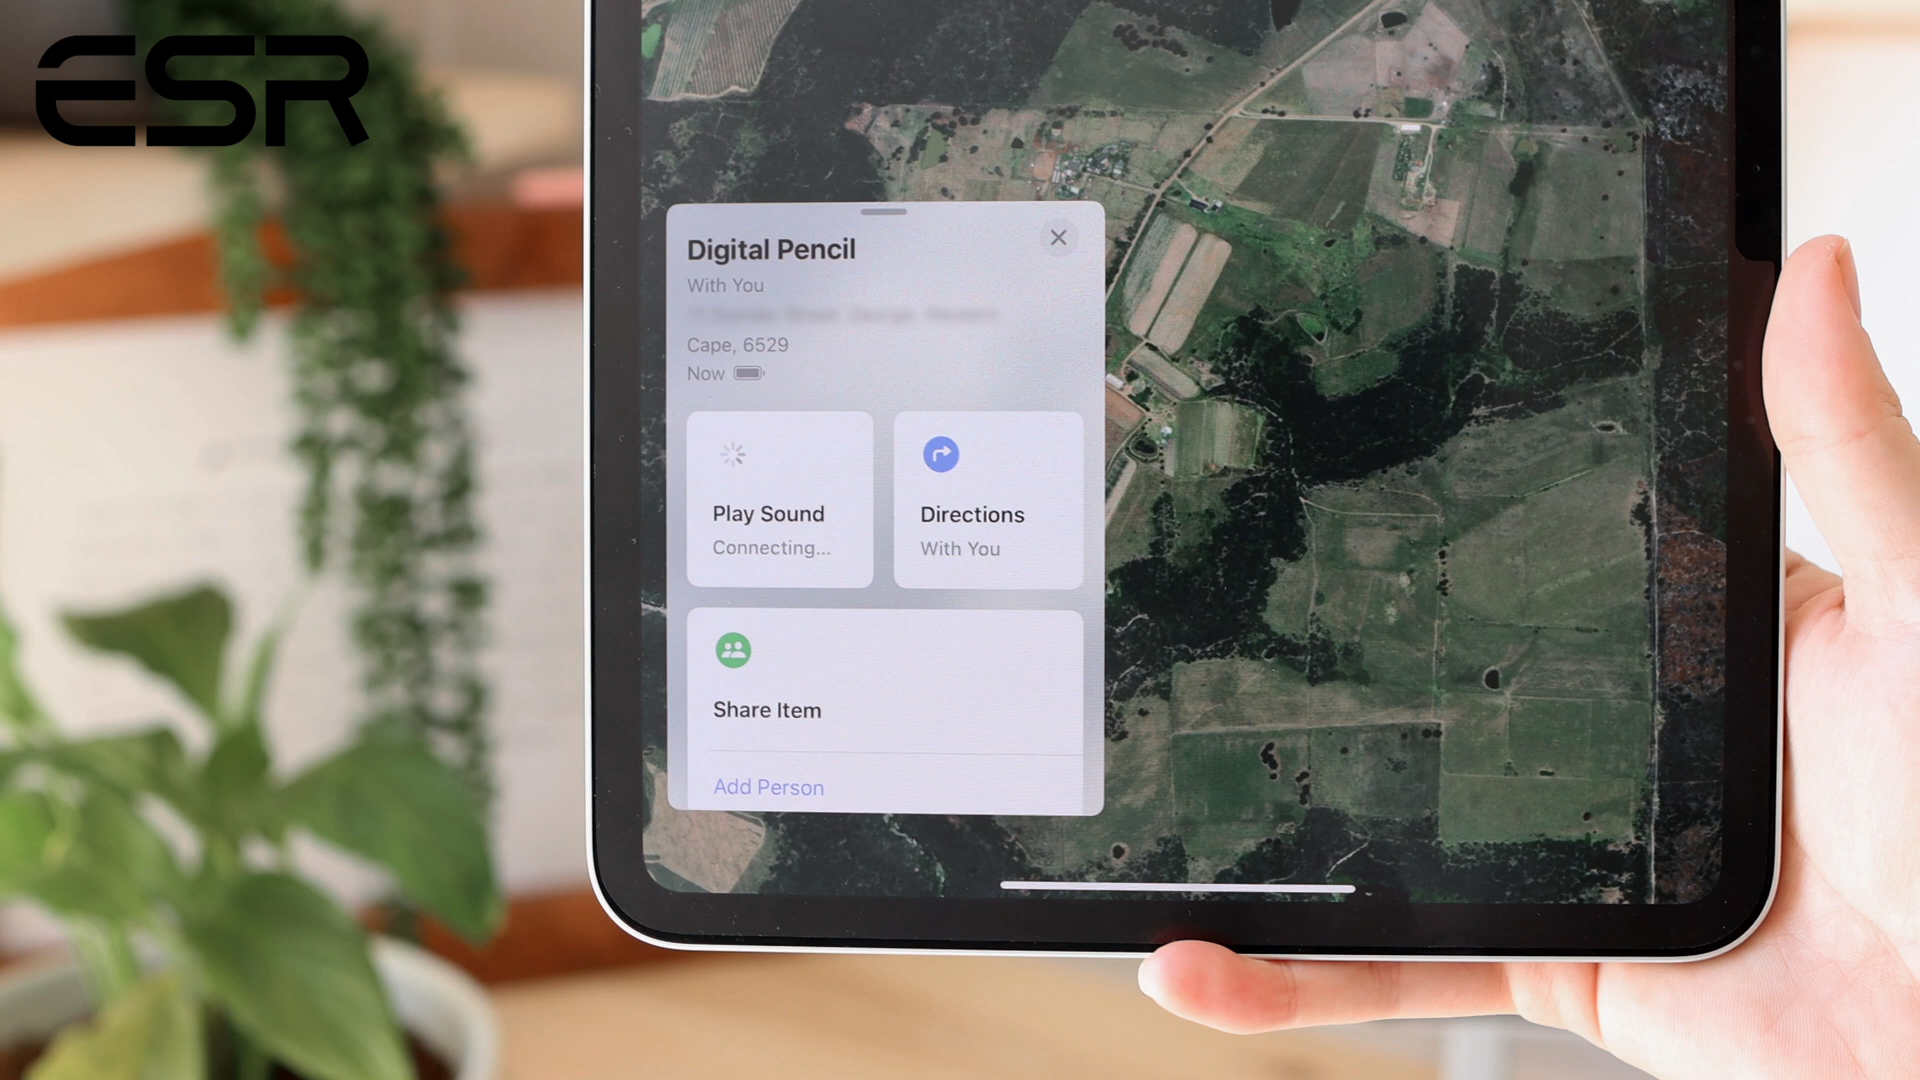 ESR
Digital Pencil
With You
Cape, 6529
Now
Play Sound
Connecting...
Directions
With You
Share Item
Add Person